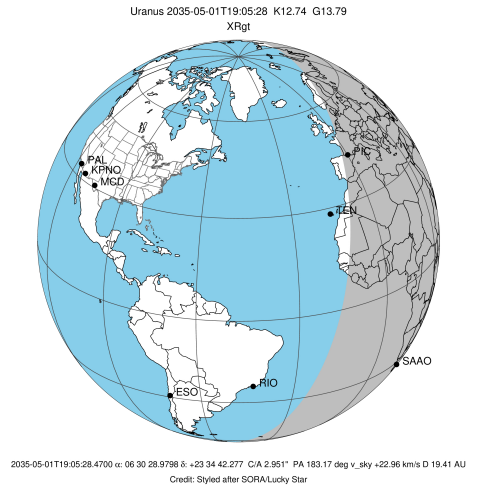 Uranus 2035-05-01T19:05:28 K12.74 G13.79
XRgt
PIC
PAL
KPNO
MCD
TEN
SAAO
RIO
ESO
2035-05-01T19:05:28.4700 α: 06 30 28.9798 δ: +23 34 42.277 C/A 2.951" PA 183.17 deg v_sky +22.96 km/s D 19.41 AU
Credit: Styled after SORA/Lucky Star